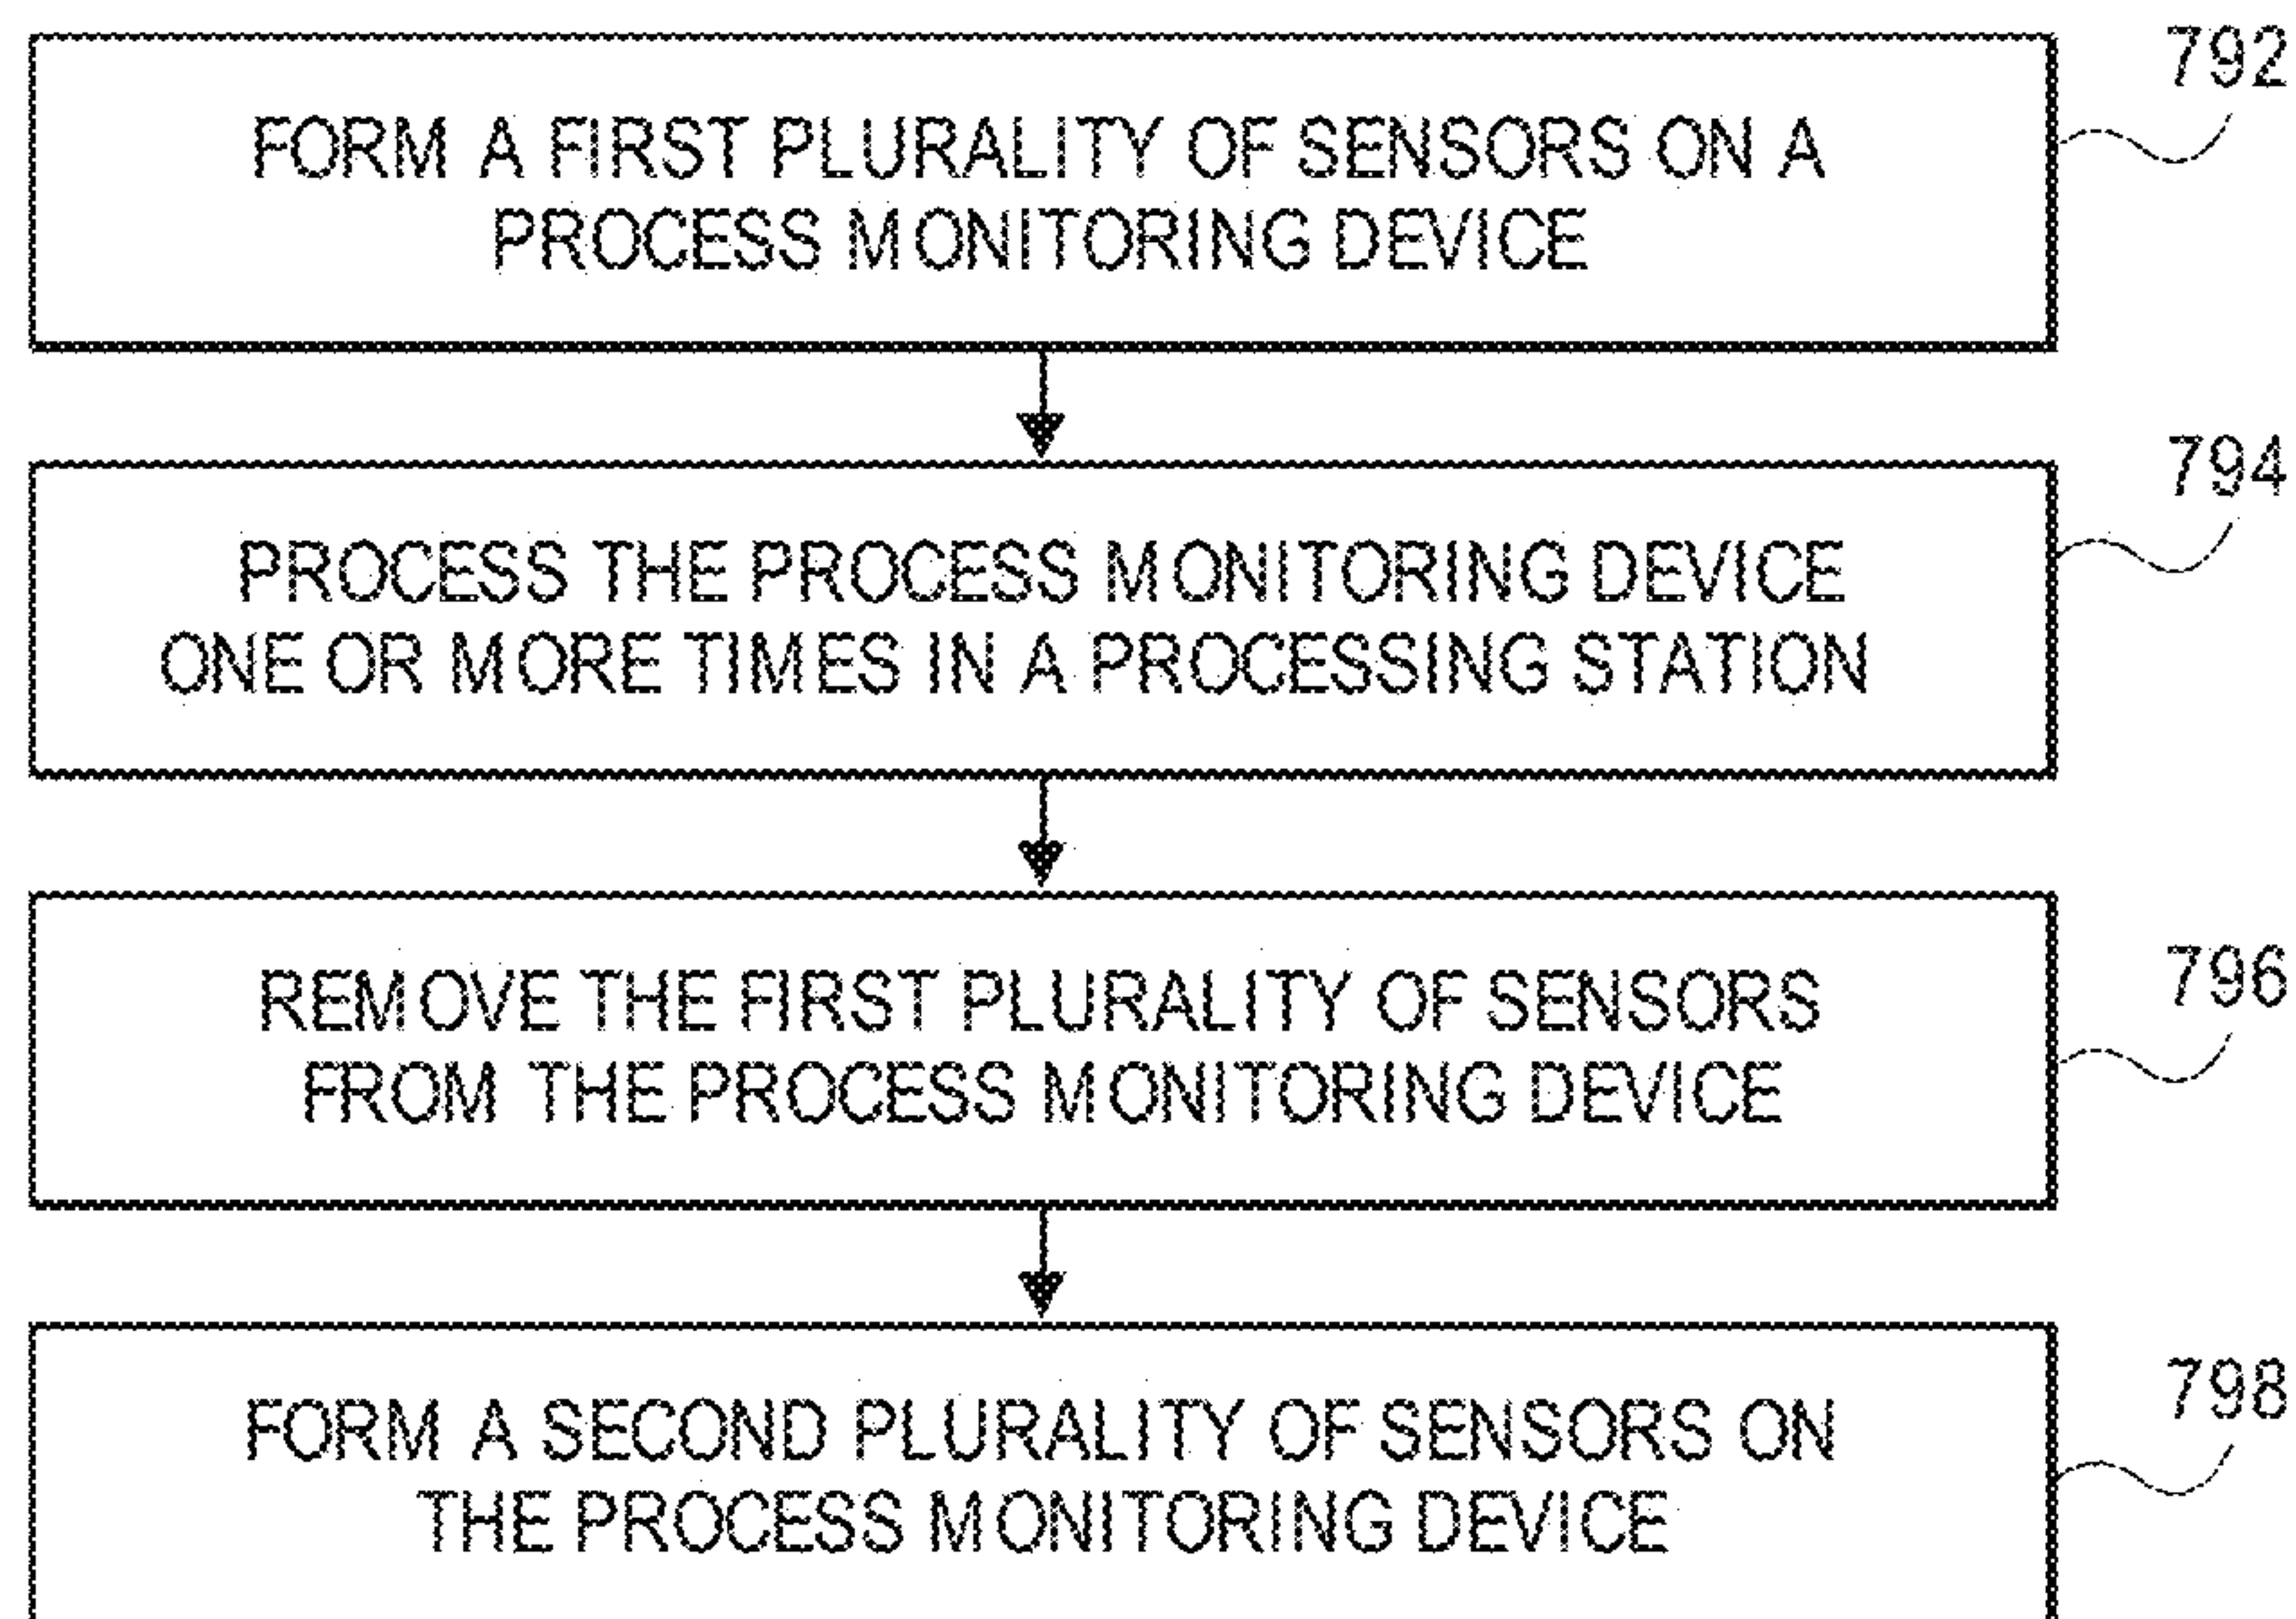 792
FORM A FIRST PLURALITY OF SENSORS ON A
PROCESS MONITORING DEVICE
794
PROCESS THE PROCESS MONITORING DEVICE
ONE OR MORE TIMES IN A PROCESSING STATION
796
REMOVE THE FIRST PLURALITY OF SENSORS
FROM THE PROCESS MONITORING DEVICE
798
FORM A SECOND PLURALITY OF SENSORS ON
THE PROCESS MONITORING DEVICE